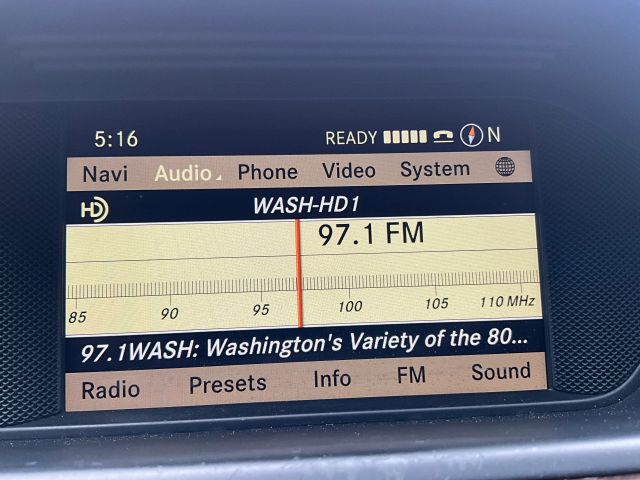 5:16 READY N
Navi Audio Phone Video System
HD WASH-HD1
97.1 FM
85 90 95 100 105 110 MHz
97.1WASH: Washington's Variety of the 80...
Radio Presets Info FM Sound